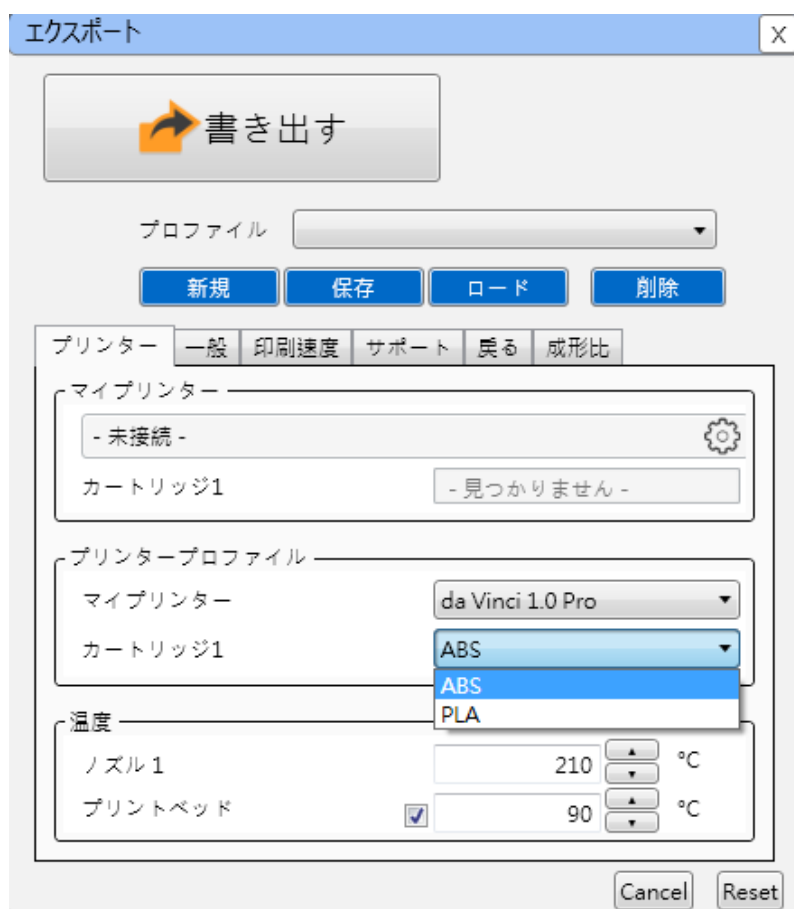 エクスポート X
書き出す
プロファイル
新規 保存 ロード 削除
プリンター 一般 印刷速度 サポート 戻る 成形比
マイプリンター
- 未接続 -
カートリッジ1 - 見つかりません -
プリンタープロファイル
マイプリンター da Vinci 1.0 Pro
カートリッジ1 ABS
ABS
PLA
温度
ノズル 1 210 °C
プリントベッド 90 °C
Cancel Reset